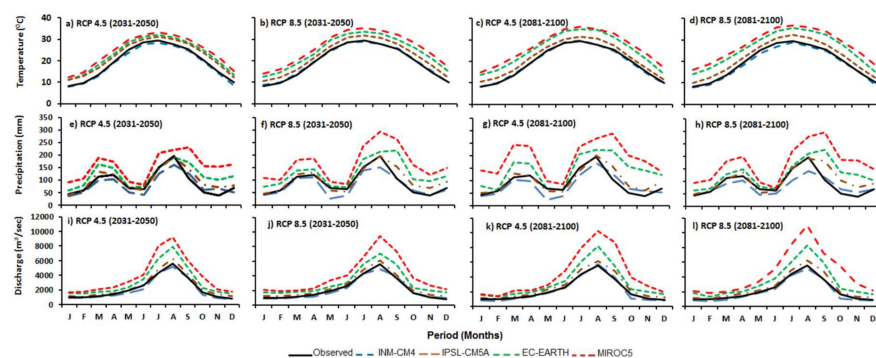 a) RCP 4.5 (2031-2050)
b) RCP 8.5 (2031-2050)
c) RCP 4.5 (2081-2100)
d) RCP 8.5 (2081-2100)
Temperature (⁰C)
40
30
20
10
0
e) RCP 4.5 (2031-2050)
f) RCP 8.5 (2031-2050)
g) RCP 4.5 (2081-2100)
h) RCP 8.5 (2081-2100)
Precipitation (mm)
350
300
250
200
150
100
50
0
i) RCP 4.5 (2031-2050)
j) RCP 8.5 (2031-2050)
k) RCP 4.5 (2081-2100)
l) RCP 8.5 (2081-2100)
Discharge (m³/sec)
12000
10000
8000
6000
4000
2000
0
J F M A M J J A S O N D
J F M A M J J A S O N D
J F M A M J J A S O N D
J F M A M J J A S O N D
Period (Months)
Observed INM-CM4 IPSL-CM5A EC-EARTH MIROC5